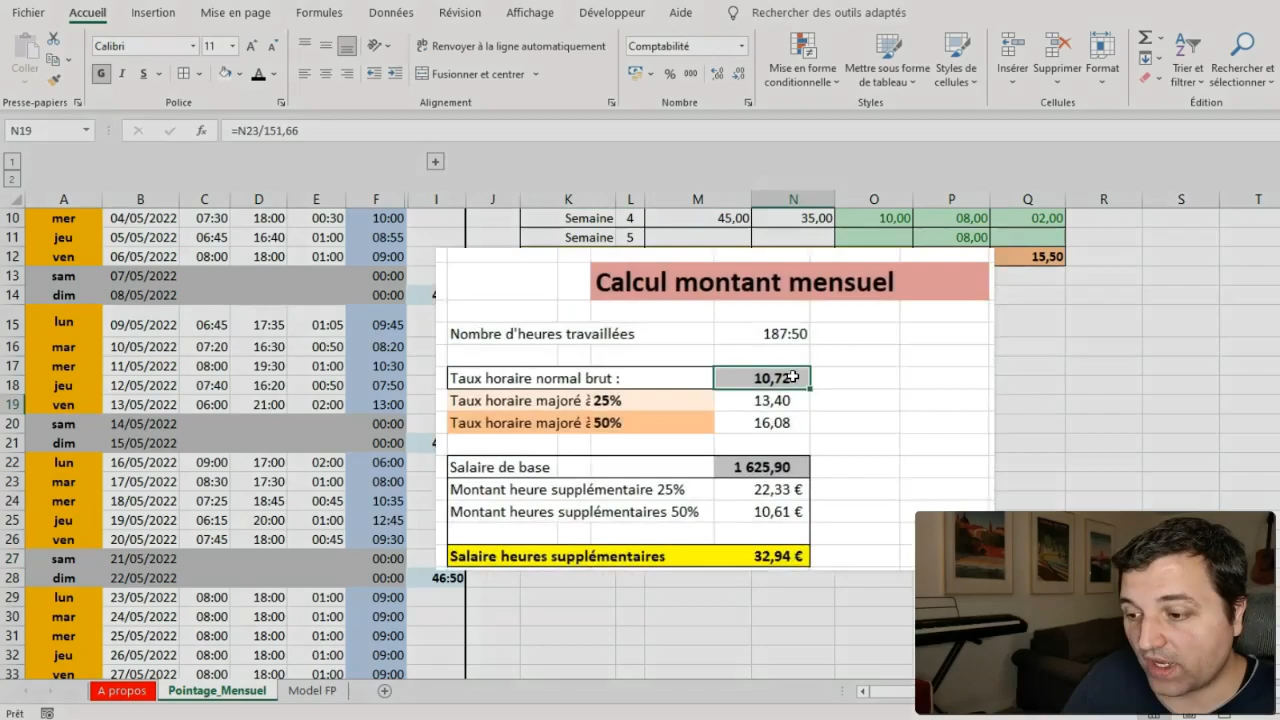 Fichier Accueil Insertion Mise en page Formules Données Révision Affichage Développeur Aide Rechercher des outils adaptés
Coller Calibri 11 Renvoyer à la ligne automatiquement Comptabilité
G I S A Fusionner et centrer % 000 Mise en forme conditionnelle Mettre sous forme de tableau Styles de cellules Insérer Supprimer Format Trier et filtrer Rechercher et sélectionner
Presse-papiers Police Alignement Nombre Styles Cellules Édition
N19 fx =N23/151,66
1
2
A B C D E F I J K L M N O P Q R S T
10 mer 04/05/2022 07:30 18:00 00:30 10:00 Semaine 4 45,00 35,00 10,00 08,00 02,00
11 jeu 05/05/2022 06:45 16:40 01:00 08:55 Semaine 5 08,00
12 ven 06/05/2022 08:00 18:00 01:00 09:00 15,50
13 sam 07/05/2022 00:00
14 dim 08/05/2022 00:00
15 lun 09/05/2022 06:45 17:35 01:05 09:45
16 mar 10/05/2022 07:20 16:30 00:50 08:20
17 mer 11/05/2022 08:30 19:30 01:00 10:30
18 jeu 12/05/2022 07:40 16:20 00:50 07:50
19 ven 13/05/2022 06:00 21:00 02:00 13:00
20 sam 14/05/2022 00:00
21 dim 15/05/2022 00:00
22 lun 16/05/2022 09:00 17:00 02:00 06:00
23 mar 17/05/2022 08:30 17:30 01:00 08:00
24 mer 18/05/2022 07:25 18:45 00:45 10:35
25 jeu 19/05/2022 06:15 20:00 01:00 12:45
26 ven 20/05/2022 07:45 18:00 00:45 09:30
27 sam 21/05/2022 00:00
28 dim 22/05/2022 00:00 46:50
29 lun 23/05/2022 08:00 18:00 01:00 09:00
30 mar 24/05/2022 08:00 18:00 01:00 09:00
31 mer 25/05/2022 08:00 18:00 01:00 09:00
32 jeu 26/05/2022 08:00 18:00 01:00 09:00
33 ven 27/05/2022 08:00 18:00 01:00 09:00
Calcul montant mensuel
Nombre d'heures travaillées 187:50
Taux horaire normal brut : 10,72
Taux horaire majoré à 25% 13,40
Taux horaire majoré à 50% 16,08
Salaire de base 1 625,90
Montant heure supplémentaire 25% 22,33 €
Montant heures supplémentaires 50% 10,61 €
Salaire heures supplémentaires 32,94 €
A propos Pointage_Mensuel Model FP
Prêt